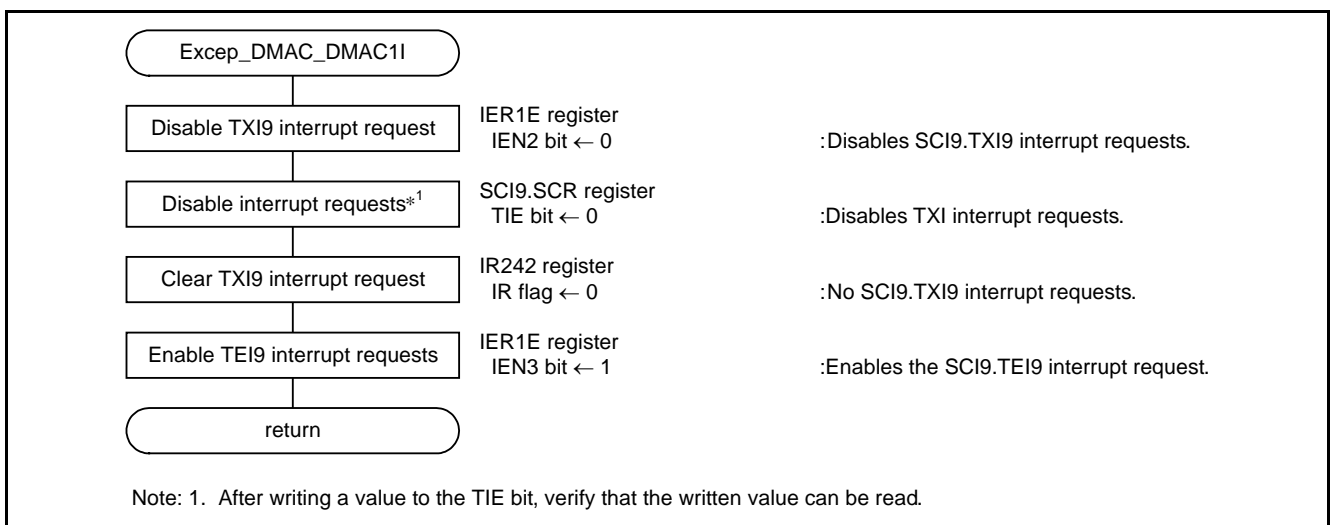 Excep_DMAC_DMAC1I
Disable TXI9 interrupt request
IER1E register
IEN2 bit ← 0 :Disables SCI9.TXI9 interrupt requests.
Disable interrupt requests*1
SCI9.SCR register
TIE bit ← 0 :Disables TXI interrupt requests.
Clear TXI9 interrupt request
IR242 register
IR flag ← 0 :No SCI9.TXI9 interrupt requests.
Enable TEI9 interrupt requests
IER1E register
IEN3 bit ← 1 :Enables the SCI9.TEI9 interrupt request.
return
Note: 1. After writing a value to the TIE bit, verify that the written value can be read.